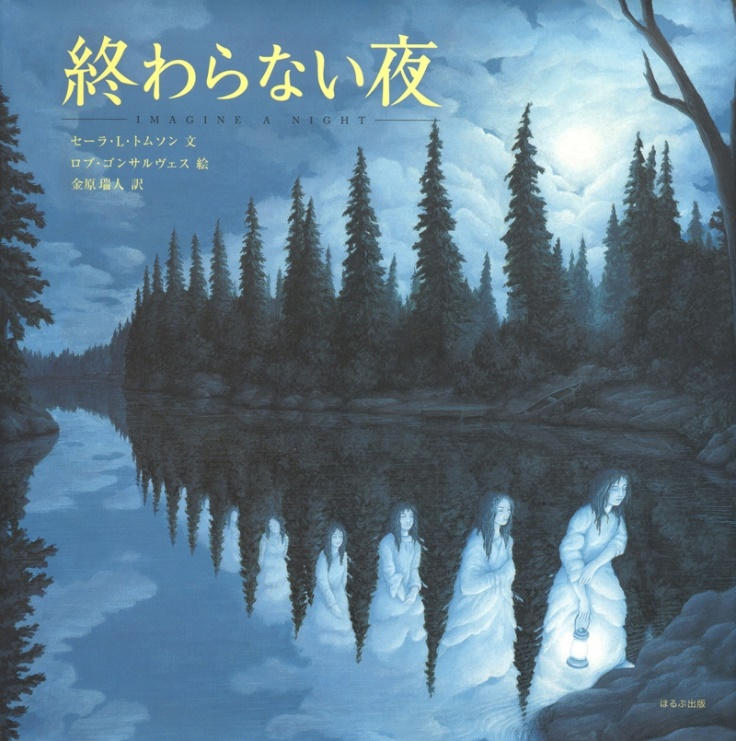 終わらない夜
IMAGINE A NIGHT
セーラ・L・トムソン 文
ロブ・ゴンサルヴェス 絵
金原瑞人 訳
ほるぷ出版